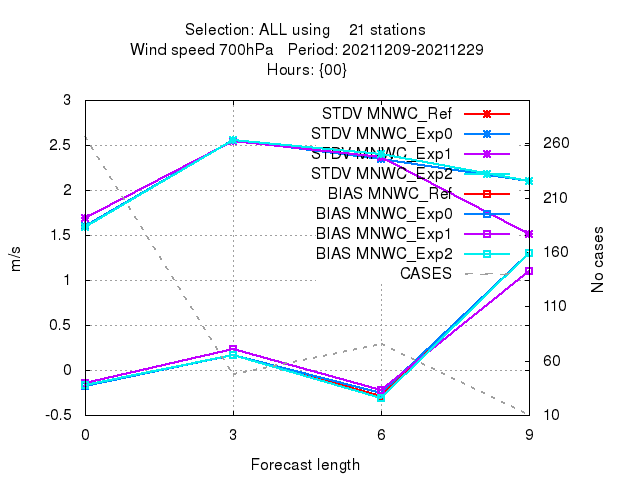 Selection: ALL using 21 stations
Wind speed 700hPa Period: 20211209-20211229
Hours: {00}
3
2.5
2
1.5
1
0.5
0
-0.5
m/s
STDV MNWC_Ref
STDV MNWC_Exp0
STDV MNWC_Exp1
STDV MNWC_Exp2
BIAS MNWC_Ref
BIAS MNWC_Exp0
BIAS MNWC_Exp1
BIAS MNWC_Exp2
CASES
260
210
160
110
60
10
No cases
0 3 6 9
Forecast length